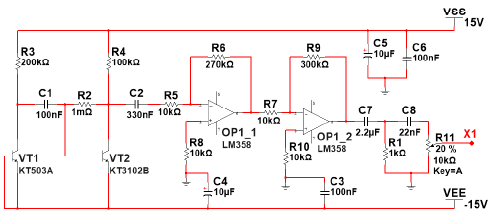 VCC
15V
R3
200kΩ
R4
100kΩ
R6
270kΩ
R9
300kΩ
C5
10µF
C6
100nF
C1
100nF
R2
1mΩ
C2
330nF
R5
10kΩ
OP1_1
LM358
R7
10kΩ
OP1_2
LM358
C7
2.2µF
C8
22nF
X1
VT1
KT503A
VT2
KT3102B
R8
10kΩ
R10
10kΩ
R1
1kΩ
R11
20 %
10kΩ
Key=A
C4
10µF
C3
100nF
VEE
-15V